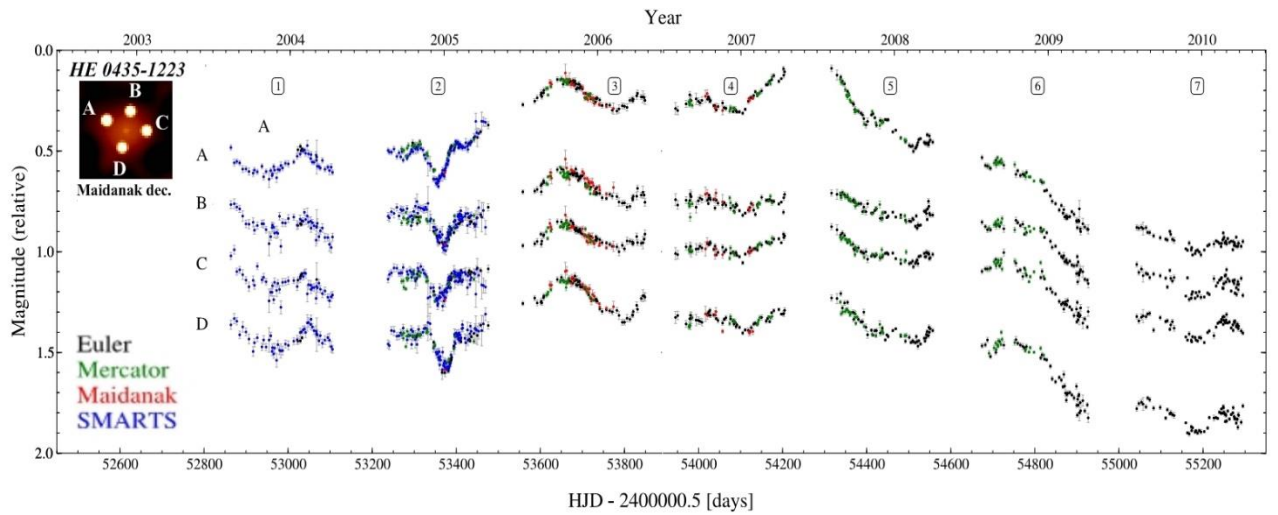 Year
2003 2004 2005 2006 2007 2008 2009 2010
0.0
HE 0435-1223
B
A
C
D
Maidanak dec.
1 2 3 4 5 6 7
A
0.5
A
B
1.0
C
D
1.5
Euler
Mercator
Maidanak
SMARTS
2.0
Magnitude (relative)
52600 52800 53000 53200 53400 53600 53800 54000 54200 54400 54600 54800 55000 55200
HJD - 2400000.5 [days]